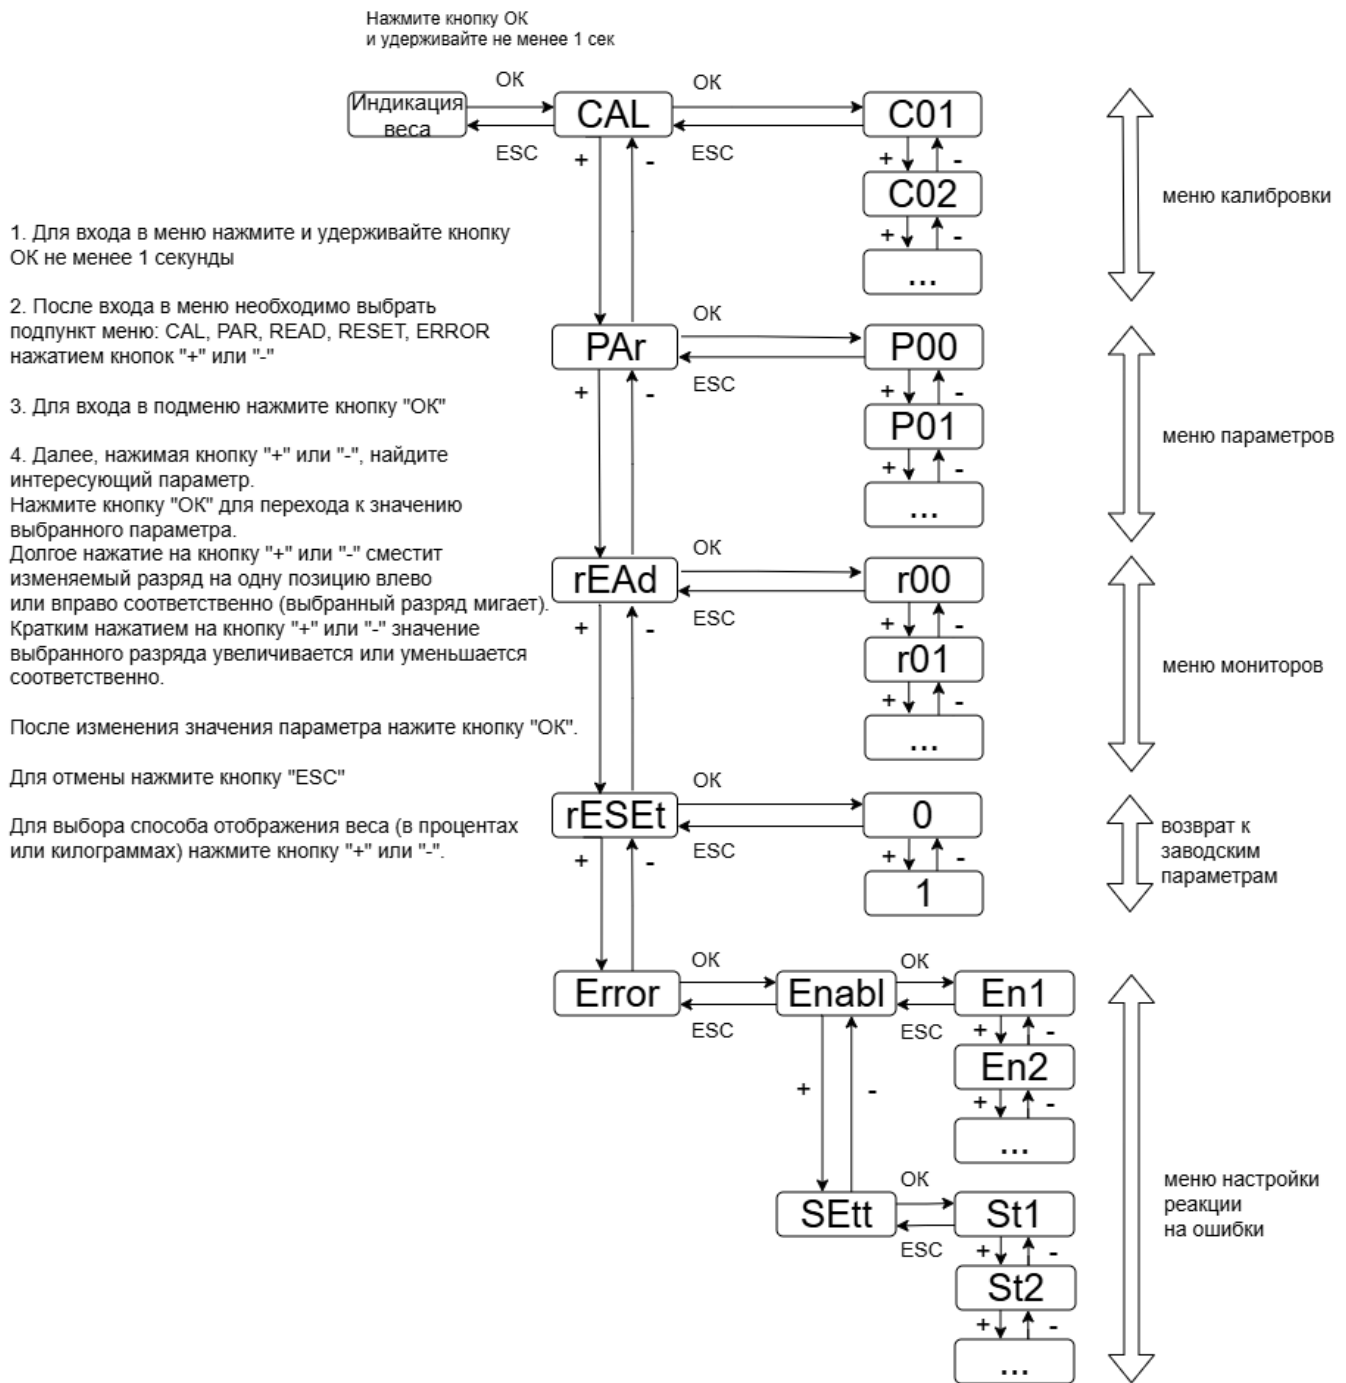 Нажмите кнопку ОК
и удерживайте не менее 1 сек
Индикация
веса
ОК
ESC
CAL
ОК
ESC
C01
+
-
+
-
C02
+
-
...
меню калибровки
1. Для входа в меню нажмите и удерживайте кнопку
ОК не менее 1 секунды
2. После входа в меню необходимо выбрать
подпункт меню: CAL, PAR, READ, RESET, ERROR
нажатием кнопок "+" или "-"
3. Для входа в подменю нажмите кнопку "ОК"
4. Далее, нажимая кнопку "+" или "-", найдите
интересующий параметр.
Нажмите кнопку "ОК" для перехода к значению
выбранного параметра.
Долгое нажатие на кнопку "+" или "-" сместит
изменяемый разряд на одну позицию влево
или вправо соответственно (выбранный разряд мигает).
Кратким нажатием на кнопку "+" или "-" значение
выбранного разряда увеличивается или уменьшается
соответственно.
После изменения значения параметра нажите кнопку "ОК".
Для отмены нажмите кнопку "ESC"
Для выбора способа отображения веса (в процентах
или килограммах) нажмите кнопку "+" или "-".
PAr
ОК
ESC
P00
+
-
+
-
P01
+
-
...
меню параметров
rEAd
ОК
ESC
r00
+
-
+
-
r01
+
-
...
меню мониторов
rESEt
ОК
ESC
0
+
-
+
-
1
возврат к
заводским
параметрам
Error
ОК
ESC
Enabl
ОК
ESC
En1
+
-
En2
+
-
+
-
...
SEtt
ОК
ESC
St1
+
-
St2
+
-
...
меню настройки
реакции
на ошибки